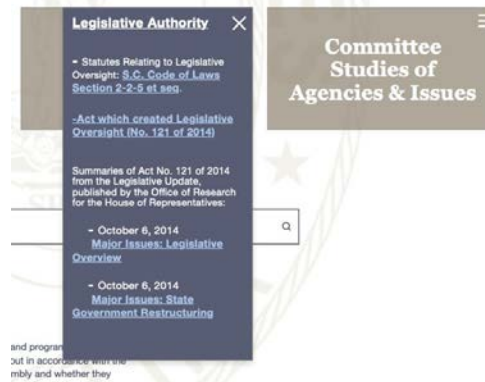 Legislative Authority
- Statutes Relating to Legislative
Oversight: S.C. Code of Laws
Section 2-2-5 et seq.
-Act which created Legislative
Oversight (No. 121 of 2014)
Summaries of Act No. 121 of 2014
from the Legislative Update,
published by the Office of Research
for the House of Representatives:
- October 6, 2014
Major Issues: Legislative
Overview
- October 6, 2014
Major Issues: State
Government Restructuring
Committee
Studies of
Agencies & Issues
and program
out in accordance with the
mbly and whether they